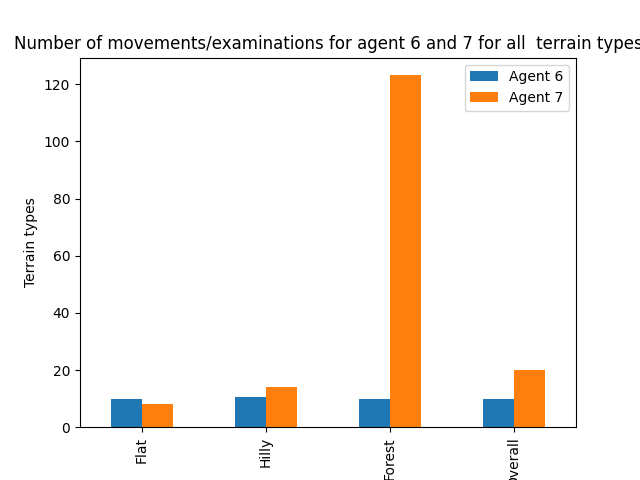 Number of movements/examinations for agent 6 and 7 for all  terrain types
Agent 6
Agent 7
120
100
80
60
40
20
0
Terrain types
Flat
Hilly
Forest
Overall